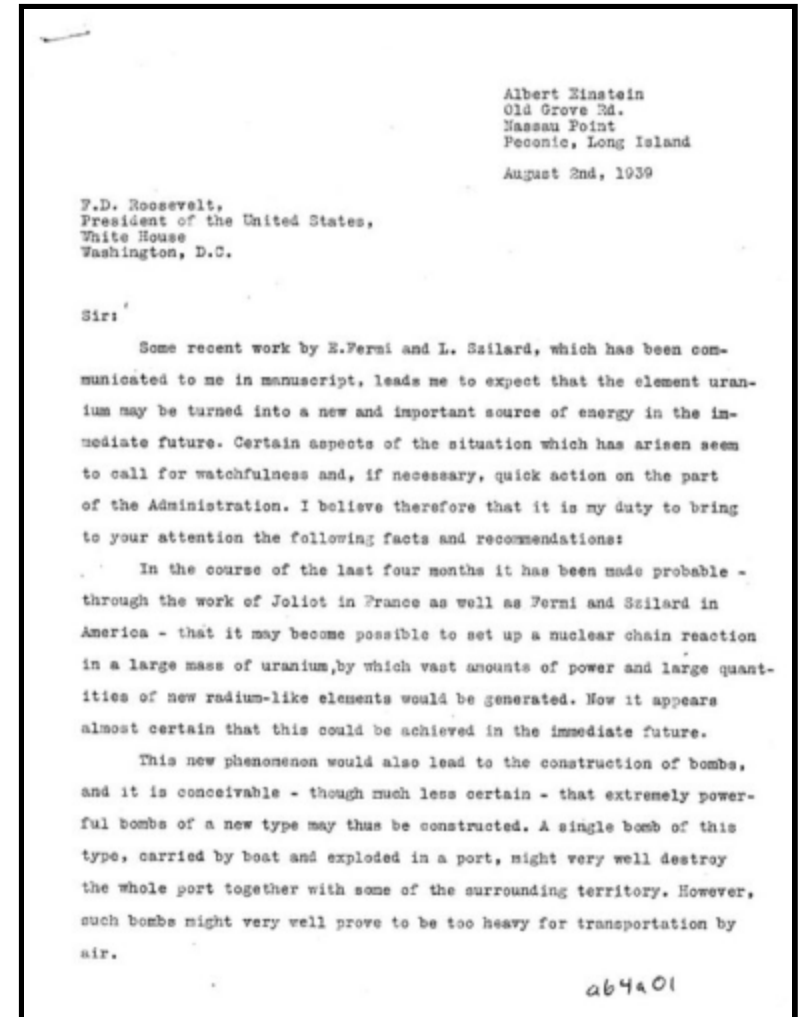 Albert Einstein
Old Grove Rd.
Nassau Point
Peconic, Long Island
August 2nd, 1939
F.D. Roosevelt,
President of the United States,
White House
Washington, D.C.
Sir:
Some recent work by E.Fermi and L. Szilard, which has been com-
municated to me in manuscript, leads me to expect that the element uran-
ium may be turned into a new and important source of energy in the im-
mediate future. Certain aspects of the situation which has arisen seem
to call for watchfulness and, if necessary, quick action on the part
of the Administration. I believe therefore that it is my duty to bring
to your attention the following facts and recommendations:
In the course of the last four months it has been made probable -
through the work of Joliot in France as well as Fermi and Szilard in
America - that it may become possible to set up a nuclear chain reaction
in a large mass of uranium,by which vast amounts of power and large quant-
ities of new radium-like elements would be generated. Now it appears
almost certain that this could be achieved in the immediate future.
This new phenomenon would also lead to the construction of bombs,
and it is conceivable - though much less certain - that extremely power-
ful bombs of a new type may thus be constructed. A single bomb of this
type, carried by boat and exploded in a port, might very well destroy
the whole port together with some of the surrounding territory. However,
such bombs might very well prove to be too heavy for transportation by
air.
ab4a01